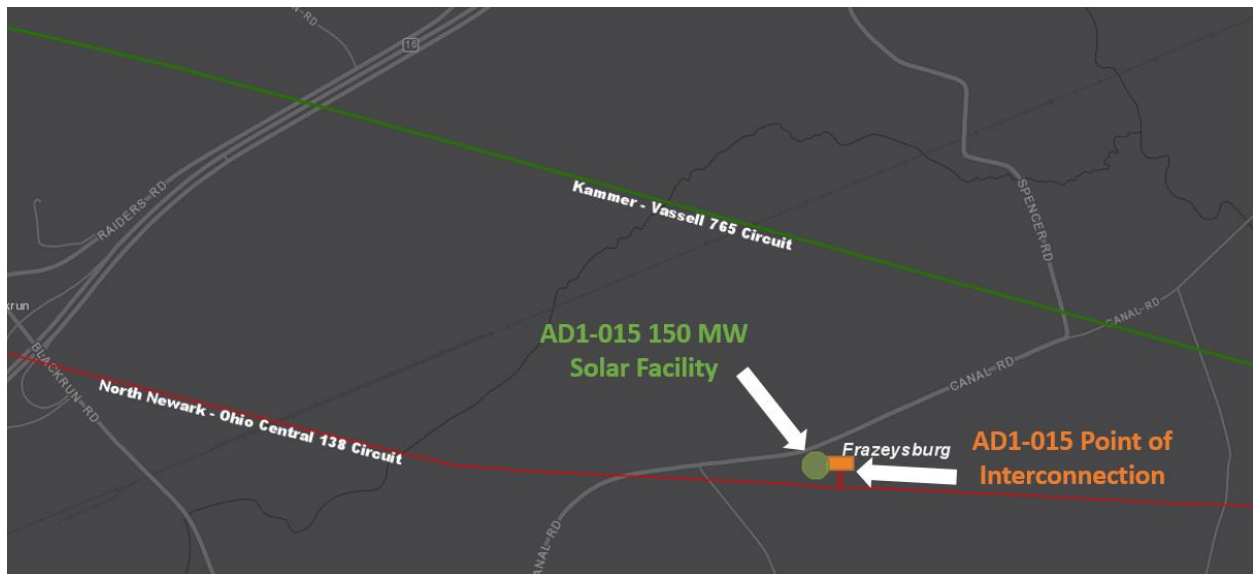 16
RAIDERS-RD
Kammer - Vassell 765 Circuit
SPENCER-RD
CANAL-RD
krun
BLACKRUN-RD
AD1-015 150 MW
Solar Facility
CANAL-RD
North Newark - Ohio Central 138 Circuit
Frazeysburg
AD1-015 Point of
Interconnection
CANAL-RD